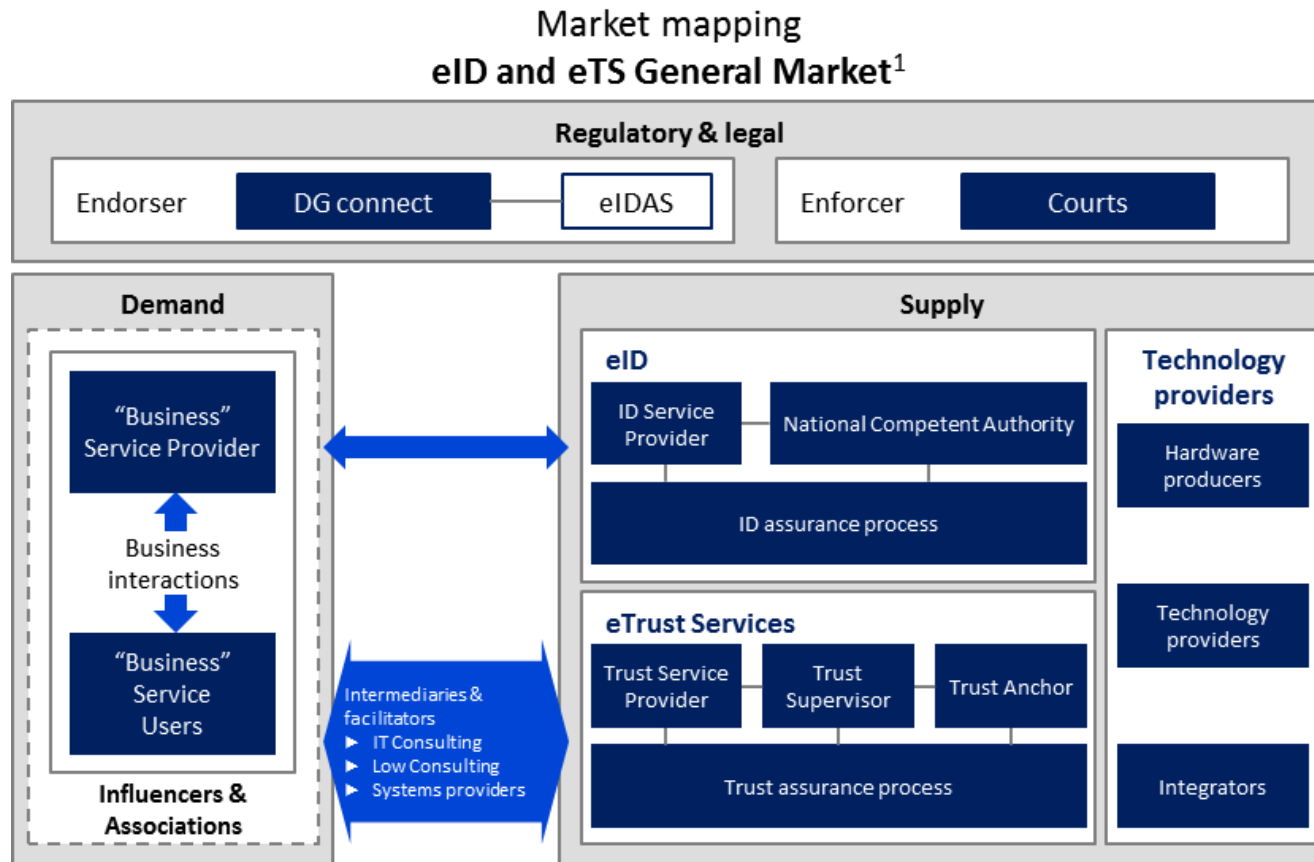 Market mapping
eID and eTS General Market¹
Regulatory & legal
Endorser
DG connect
eIDAS
Enforcer
Courts
Demand
"Business"
Service Provider
Business
interactions
"Business"
Service
Users
Influencers &
Associations
Intermediaries &
facilitators
► IT Consulting
► Low Consulting
► Systems providers
Supply
eID
ID Service
Provider
National Competent Authority
ID assurance process
eTrust Services
Trust Service
Provider
Trust
Supervisor
Trust Anchor
Trust assurance process
Technology
providers
Hardware
producers
Technology
providers
Integrators